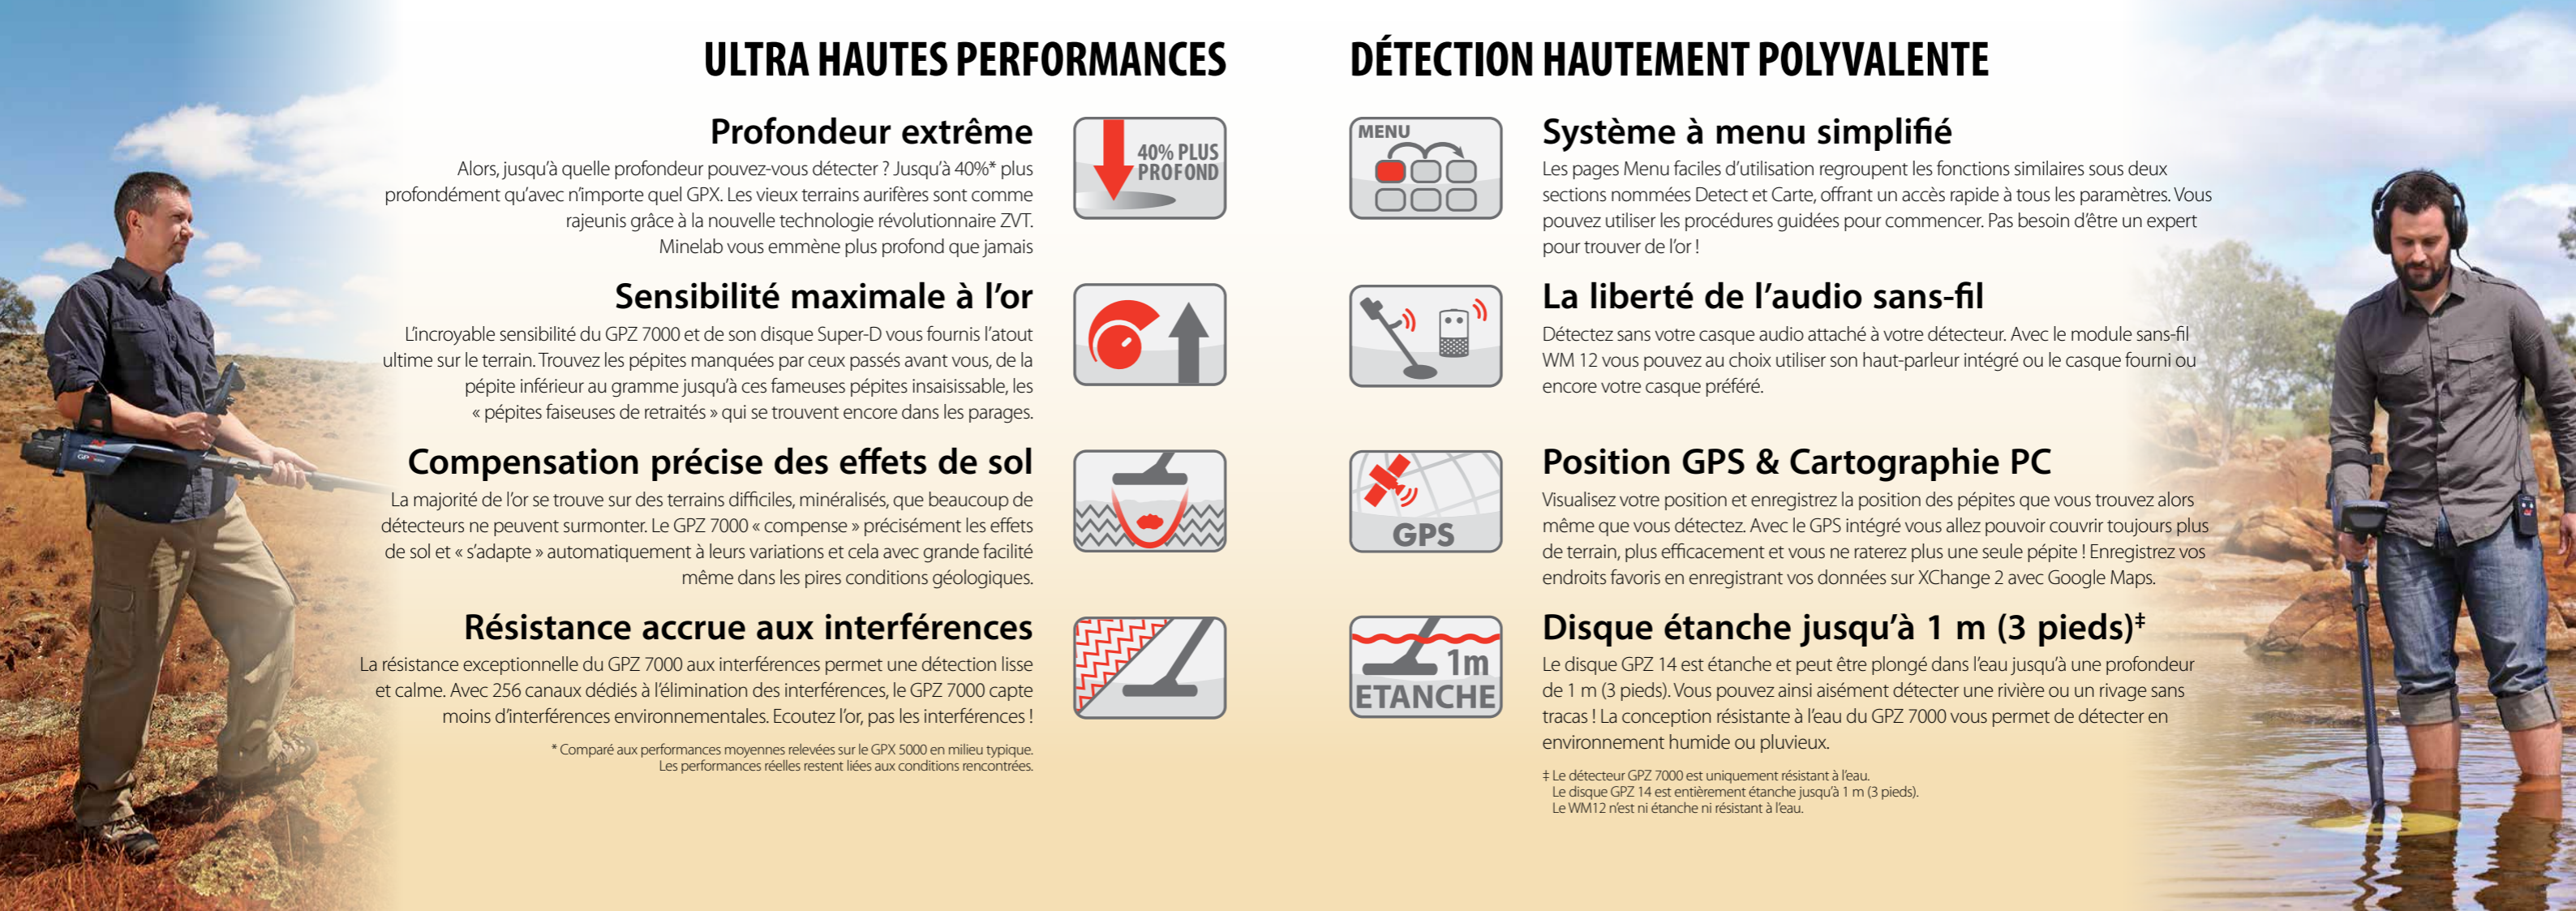 ULTRA HAUTES PERFORMANCES
Profondeur extrême
Alors, jusqu'à quelle profondeur pouvez-vous détecter ? Jusqu'à 40%* plus
profondément qu'avec n'importe quel GPX. Les vieux terrains aurifères sont comme
rajeunis grâce à la nouvelle technologie révolutionnaire ZVT.
Minelab vous emmène plus profond que jamais
40% PLUS
PROFOND
Sensibilité maximale à l'or
L'incroyable sensibilité du GPZ 7000 et de son disque Super-D vous fournis l'atout
ultime sur le terrain. Trouvez les pépites manquées par ceux passés avant vous, de la
pépite inférieur au gramme jusqu'à ces fameuses pépites insaisissable, les
« pépites faiseuses de retraités » qui se trouvent encore dans les parages.
Compensation précise des effets de sol
La majorité de l'or se trouve sur des terrains difficiles, minéralisés, que beaucoup de
détecteurs ne peuvent surmonter. Le GPZ 7000 « compense » précisément les effets
de sol et « s'adapte » automatiquement à leurs variations et cela avec grande facilité
même dans les pires conditions géologiques.
Résistance accrue aux interférences
La résistance exceptionnelle du GPZ 7000 aux interférences permet une détection lisse
et calme. Avec 256 canaux dédiés à l'élimination des interférences, le GPZ 7000 capte
moins d'interférences environnementales. Ecoutez l'or, pas les interférences !
* Comparé aux performances moyennes relevées sur le GPX 5000 en milieu typique.
Les performances réelles restent liées aux conditions rencontrées.
DÉTECTION HAUTEMENT POLYVALENTE
MENU
Système à menu simplifié
Les pages Menu faciles d'utilisation regroupent les fonctions similaires sous deux
sections nommées Detect et Carte, offrant un accès rapide à tous les paramètres. Vous
pouvez utiliser les procédures guidées pour commencer. Pas besoin d'être un expert
pour trouver de l'or !
La liberté de l'audio sans-fil
Détectez sans votre casque audio attaché à votre détecteur. Avec le module sans-fil
WM 12 vous pouvez au choix utiliser son haut-parleur intégré ou le casque fourni ou
encore votre casque préféré.
GPS
Position GPS & Cartographie PC
Visualisez votre position et enregistrez la position des pépites que vous trouvez alors
même que vous détectez. Avec le GPS intégré vous allez pouvoir couvrir toujours plus
de terrain, plus efficacement et vous ne raterez plus une seule pépite ! Enregistrez vos
endroits favoris en enregistrant vos données sur XChange 2 avec Google Maps.
1m
ETANCHE
Disque étanche jusqu'à 1 m (3 pieds)‡
Le disque GPZ 14 est étanche et peut être plongé dans l'eau jusqu'à une profondeur
de 1 m (3 pieds). Vous pouvez ainsi aisément détecter une rivière ou un rivage sans
tracas ! La conception résistante à l'eau du GPZ 7000 vous permet de détecter en
environnement humide ou pluvieux.
‡ Le détecteur GPZ 7000 est uniquement résistant à l'eau.
Le disque GPZ 14 est entièrement étanche jusqu'à 1 m (3 pieds).
Le WM12 n'est ni étanche ni résistant à l'eau.